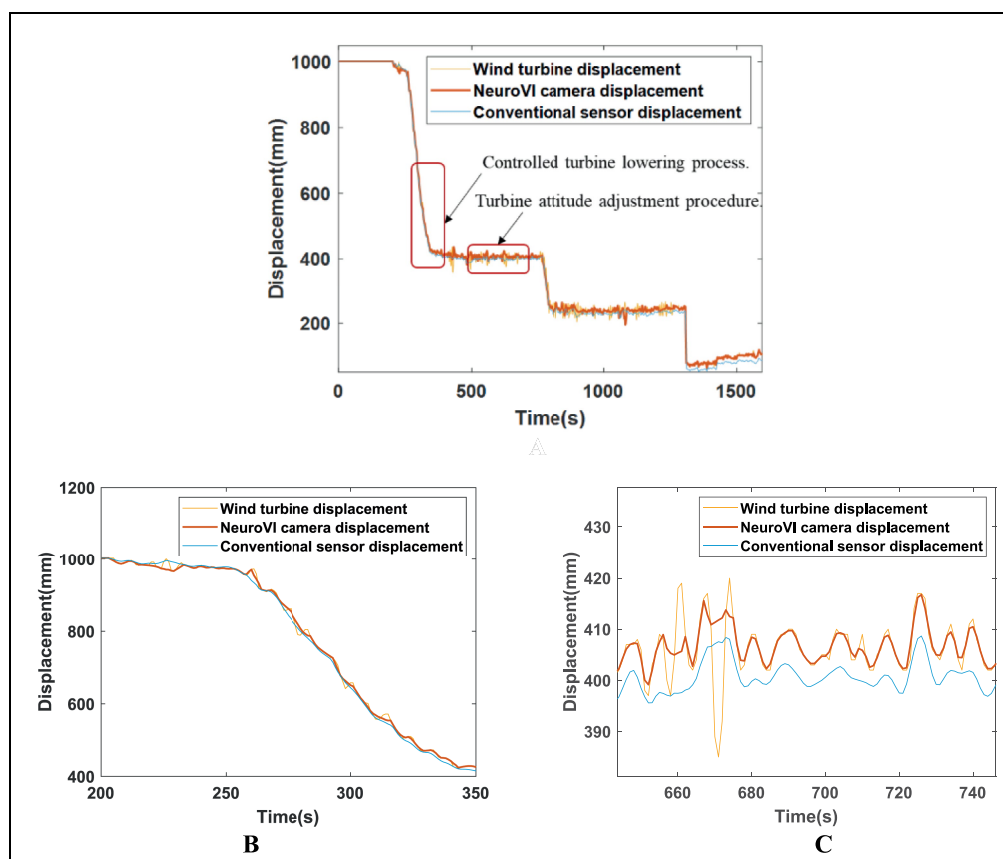 1000
800
600
400
200
0
500
1000
1500
Displacement(mm)
Time(s)
Wind turbine displacement
NeuroVI camera displacement
Conventional sensor displacement
Controlled turbine lowering process.
Turbine attitude adjustment procedure.
A
1200
1000
800
600
400
200
250
300
350
Displacement(mm)
Time(s)
Wind turbine displacement
NeuroVI camera displacement
Conventional sensor displacement
B
430
420
410
400
390
660
680
700
720
740
Displacement(mm)
Time(s)
Wind turbine displacement
NeuroVI camera displacement
Conventional sensor displacement
C